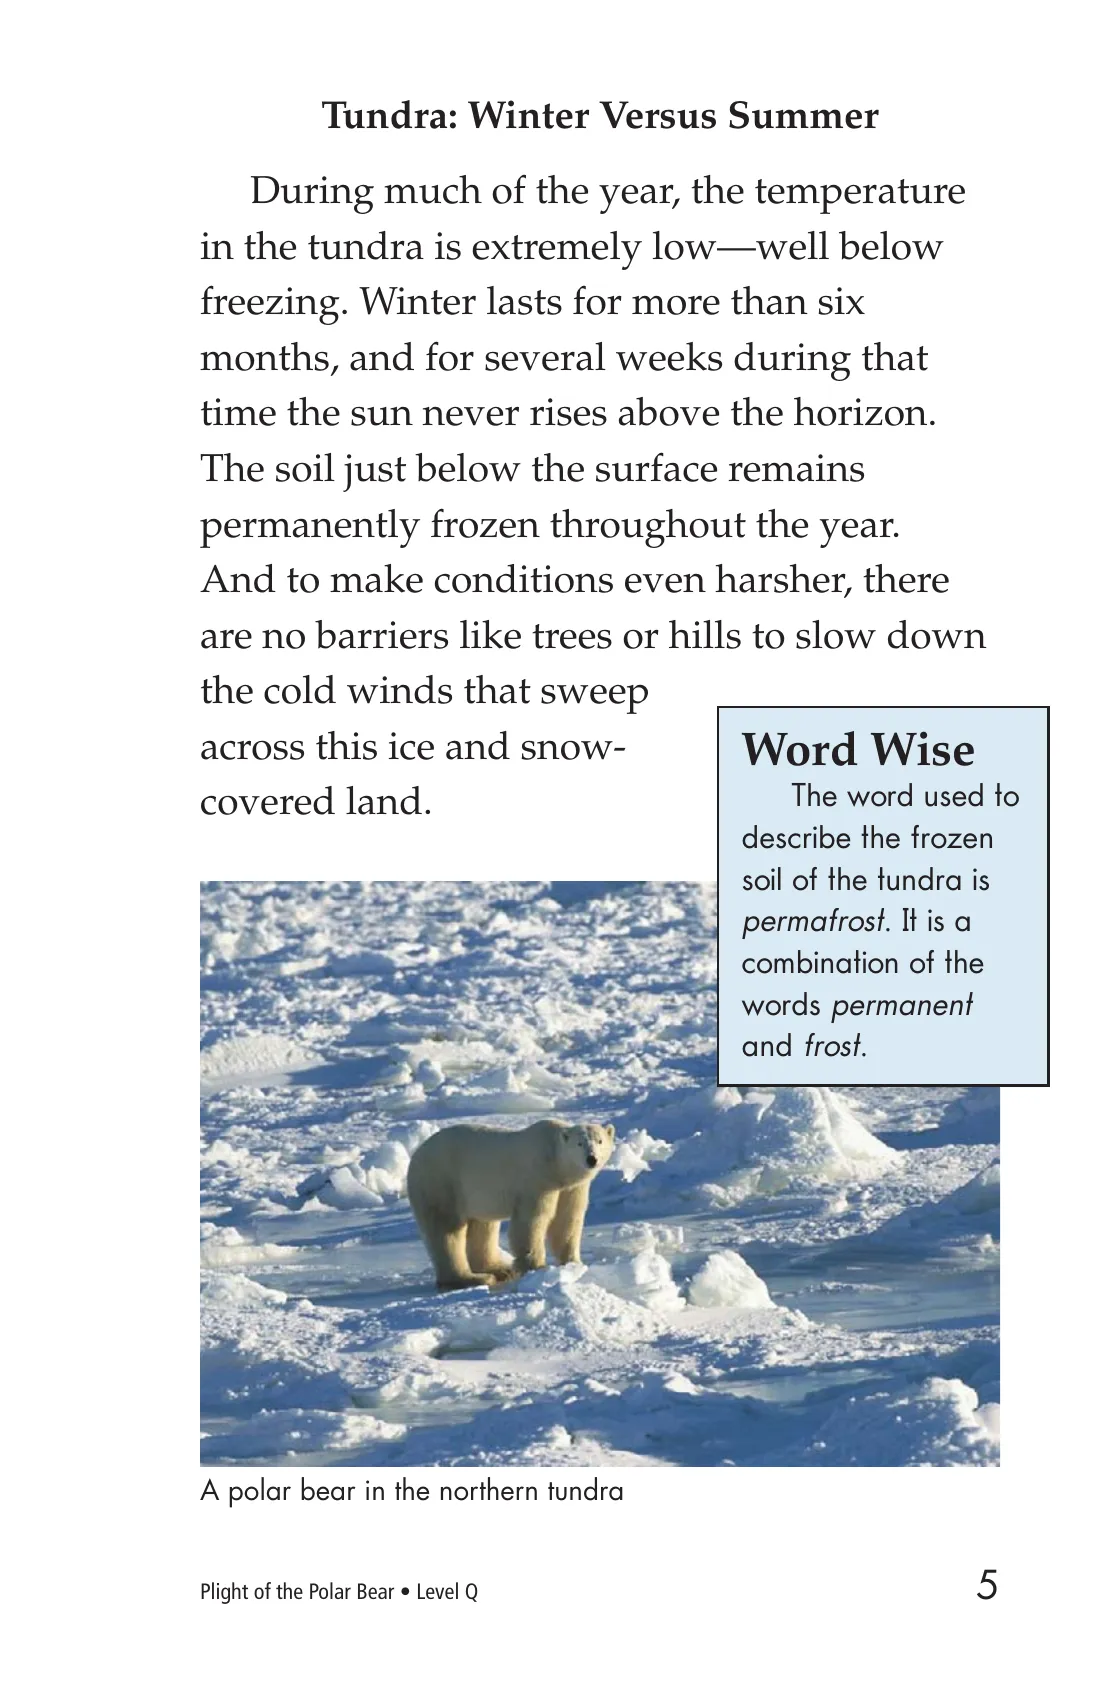 Tundra: Winter Versus Summer
During much of the year, the temperature
in the tundra is extremely low—well below
freezing. Winter lasts for more than six
months, and for several weeks during that
time the sun never rises above the horizon.
The soil just below the surface remains
permanently frozen throughout the year.
And to make conditions even harsher, there
are no barriers like trees or hills to slow down
the cold winds that sweep
across this ice and snow-
covered land.
Word Wise
The word used to
describe the frozen
soil of the tundra is
permafrost. It is a
combination of the
words permanent
and frost.
A polar bear in the northern tundra
Plight of the Polar Bear • Level Q
5